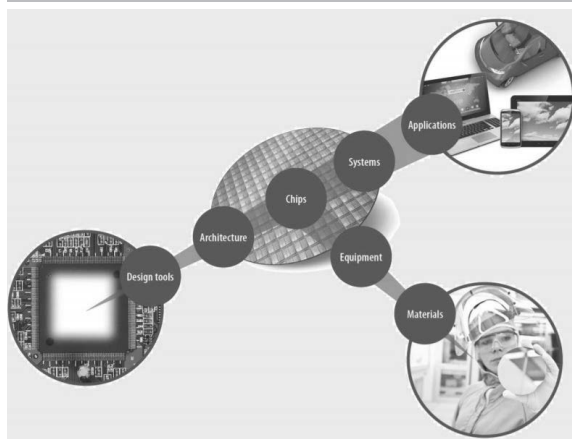 Applications
Systems
Chips
Architecture
Equipment
Design tools
Materials